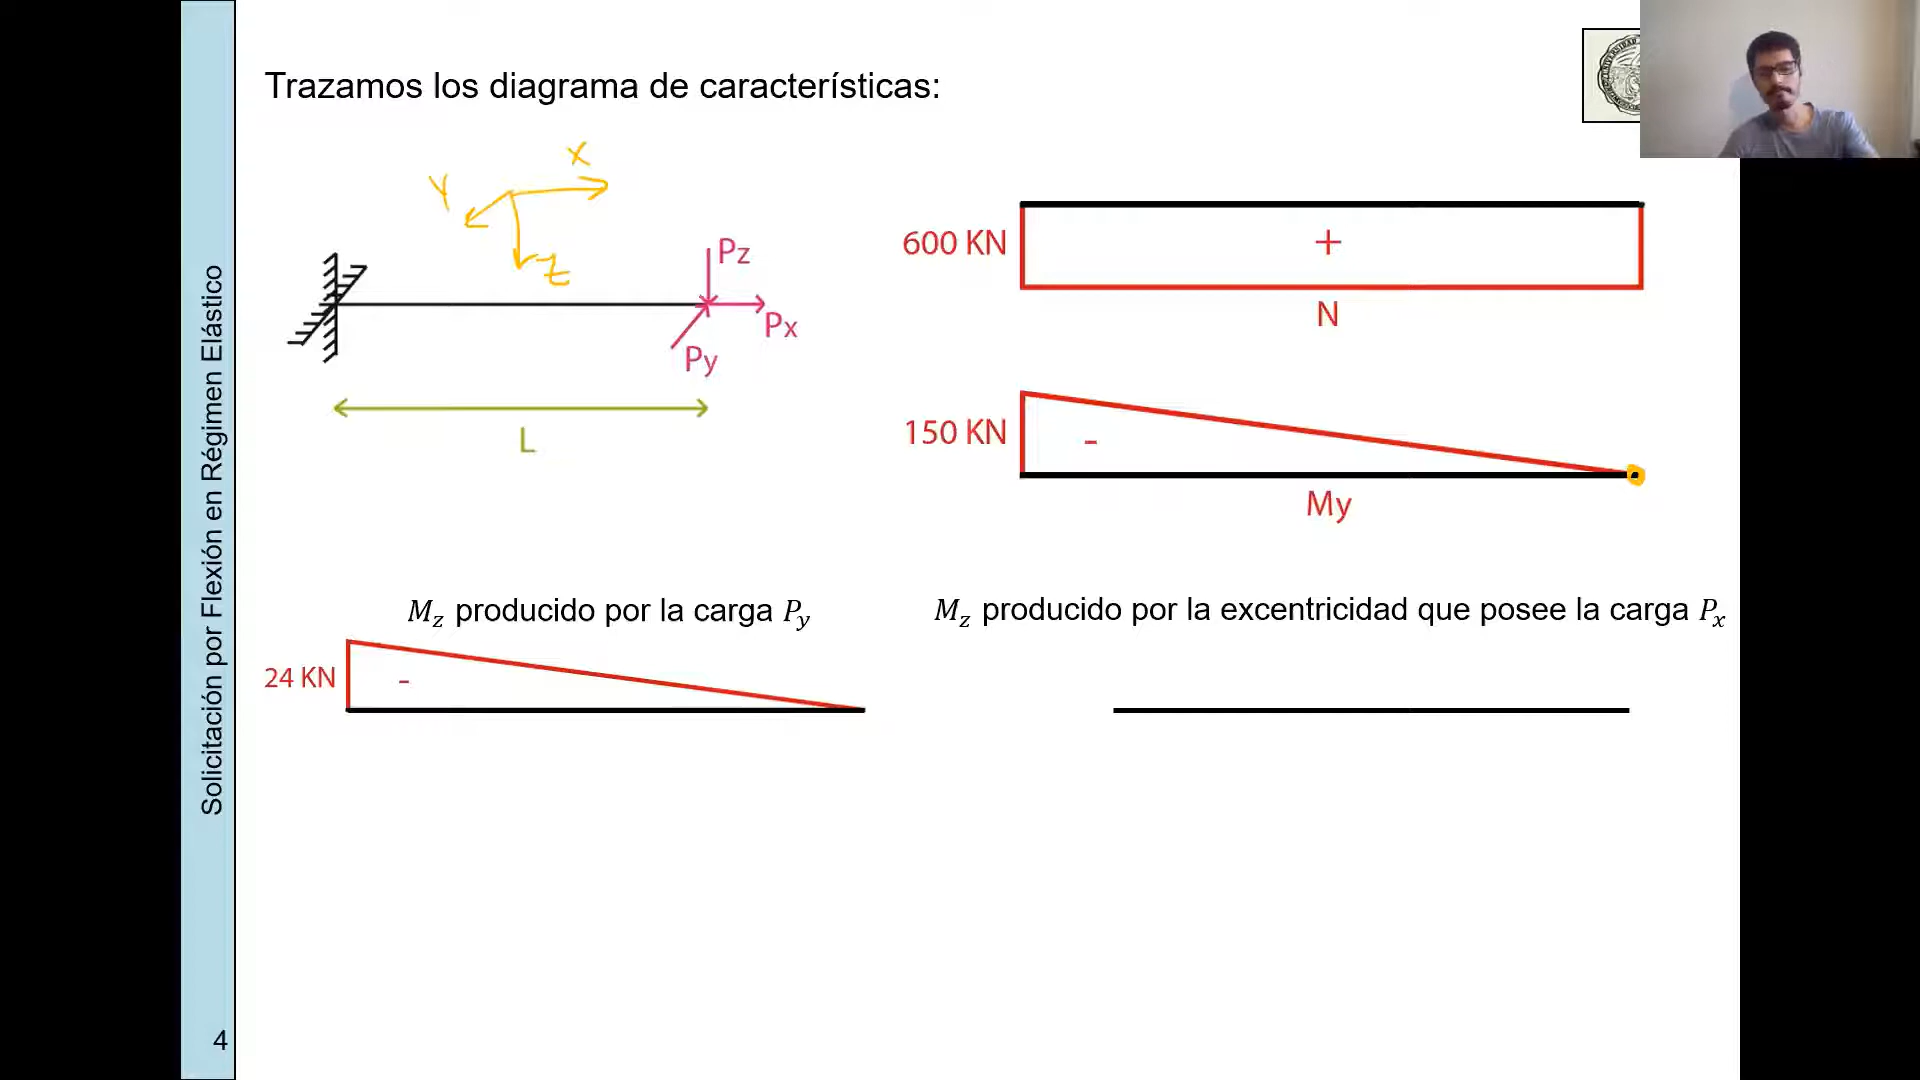 Trazamos los diagrama de características:
X
Y
Z
Pz
Px
Py
L
600 KN
+
N
150 KN
-
My
Mz producido por la carga Py
24 KN
-
Mz producido por la excentricidad que posee la carga Px
Solicitación por Flexión en Régimen Elástico
4